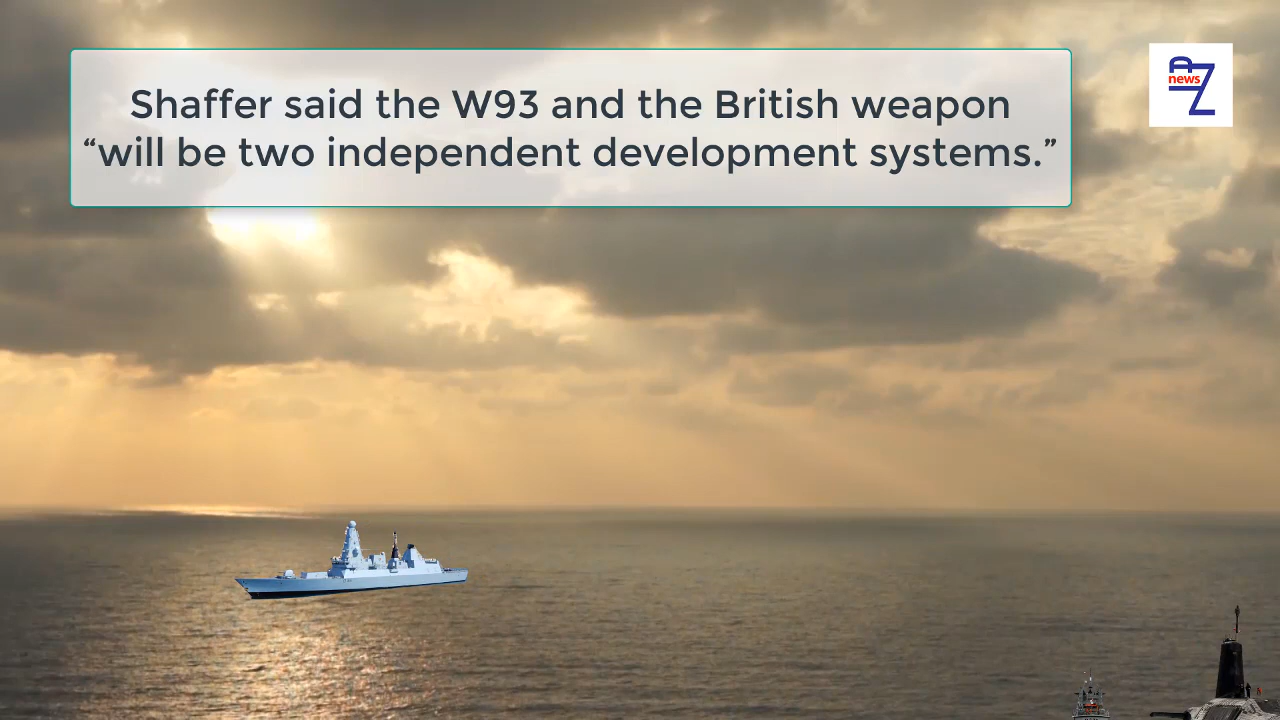 Shaffer said the W93 and the British weapon
“will be two independent development systems.”
A
news
Z